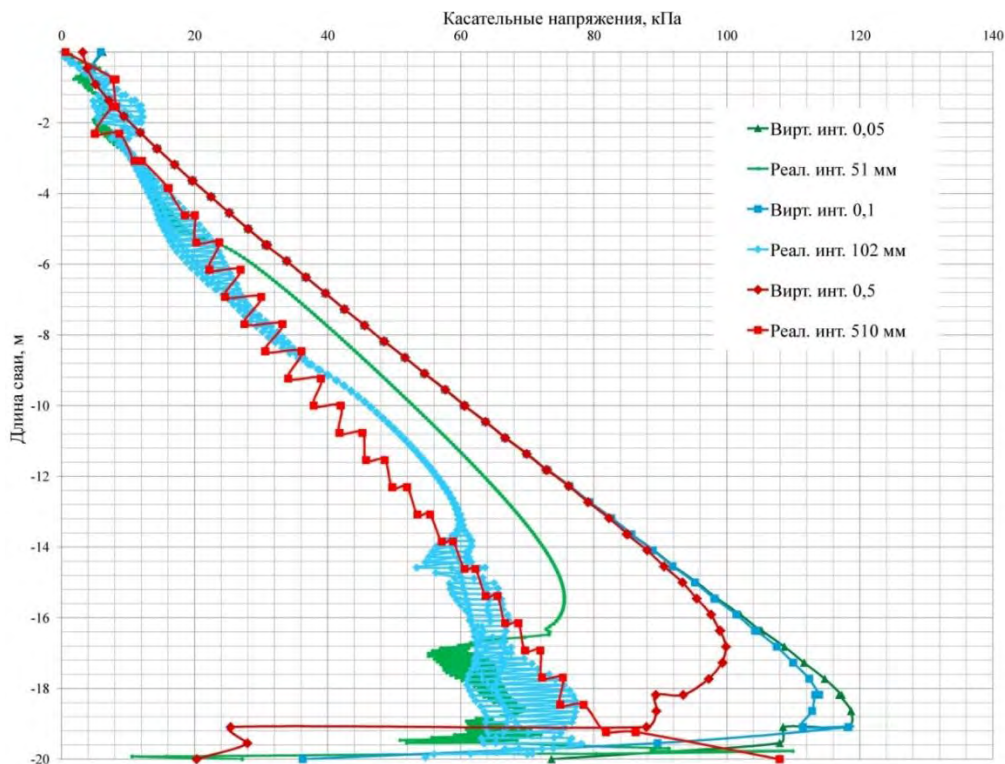 Касательные напряжения, кПа
0 20 40 60 80 100 120 140
Длина сваи, м
-2
-4
-6
-8
-10
-12
-14
-16
-18
-20
Вирт. инт. 0,05
Реал. инт. 51 мм
Вирт. инт. 0,1
Реал. инт. 102 мм
Вирт. инт. 0,5
Реал. инт. 510 мм